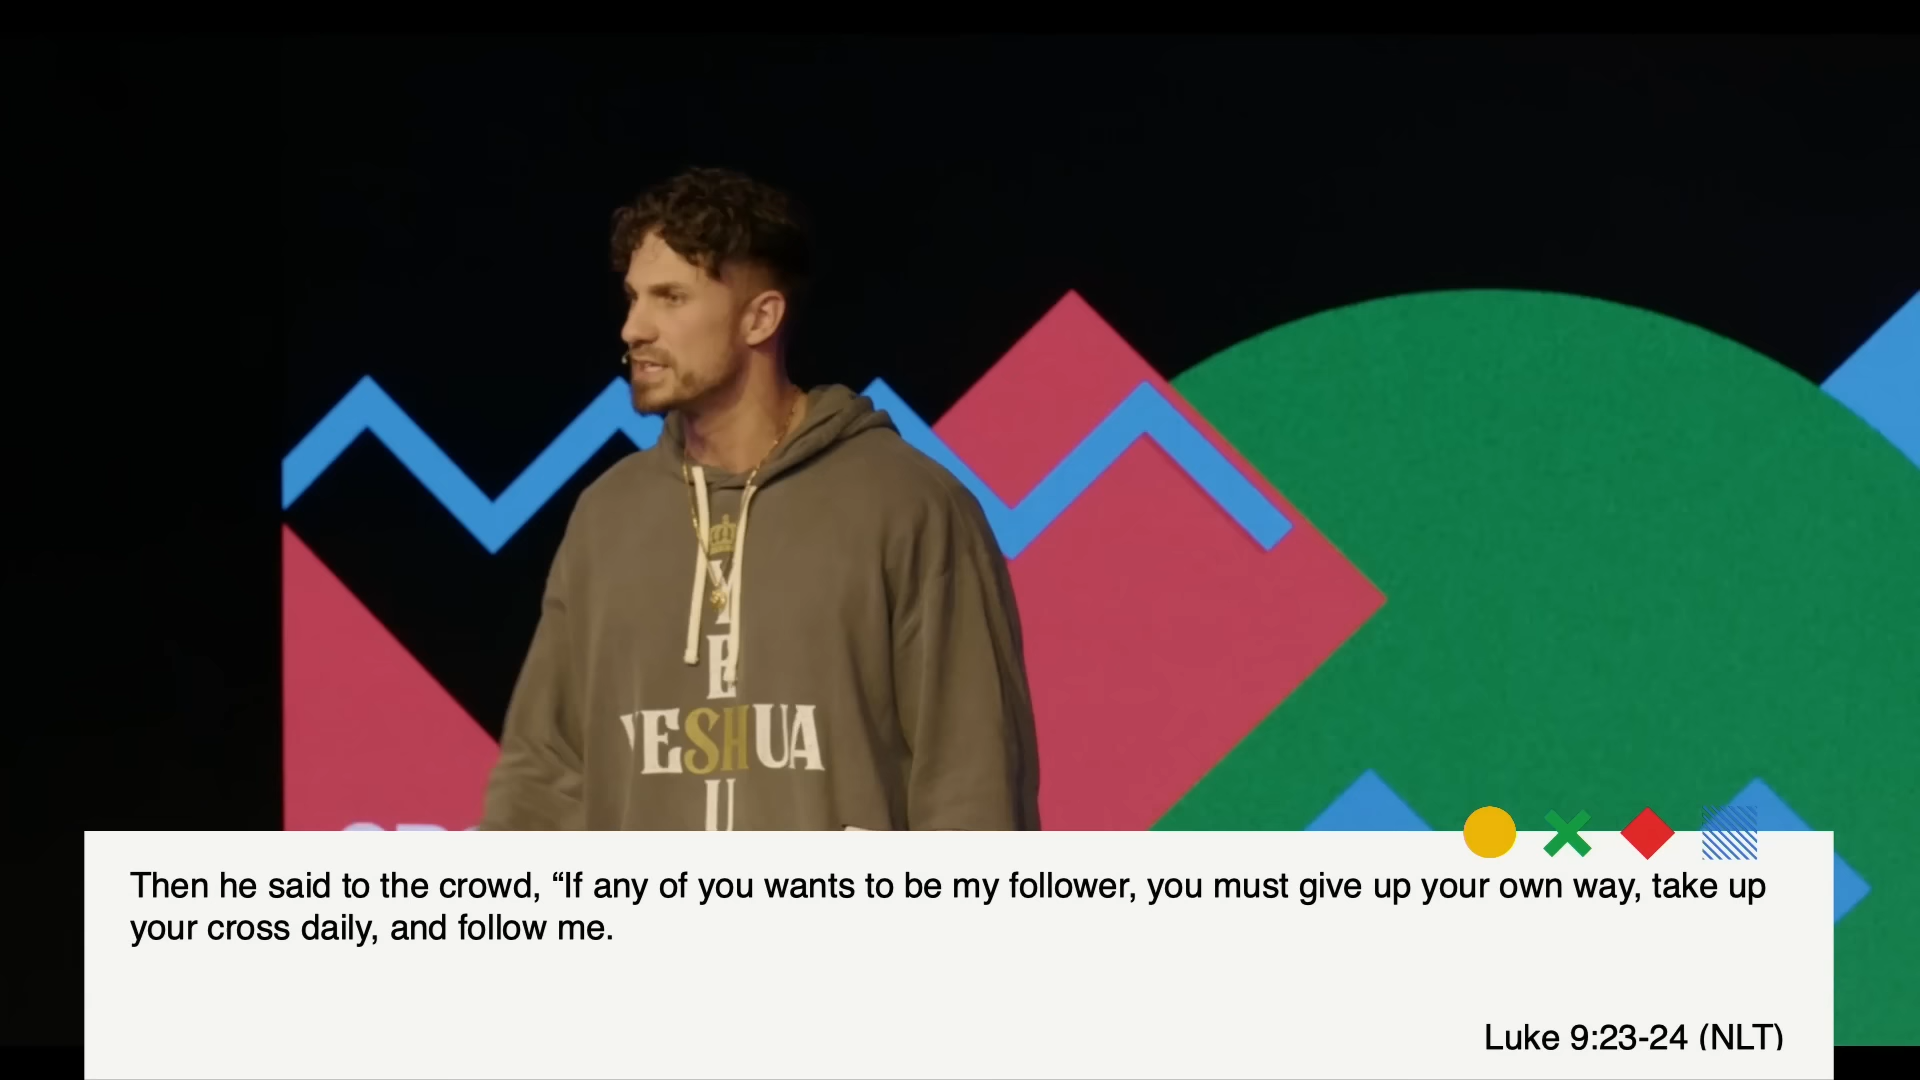 Y
E
YESHUA
U
Then he said to the crowd, “If any of you wants to be my follower, you must give up your own way, take up
your cross daily, and follow me.
Luke 9:23-24 (NLT)